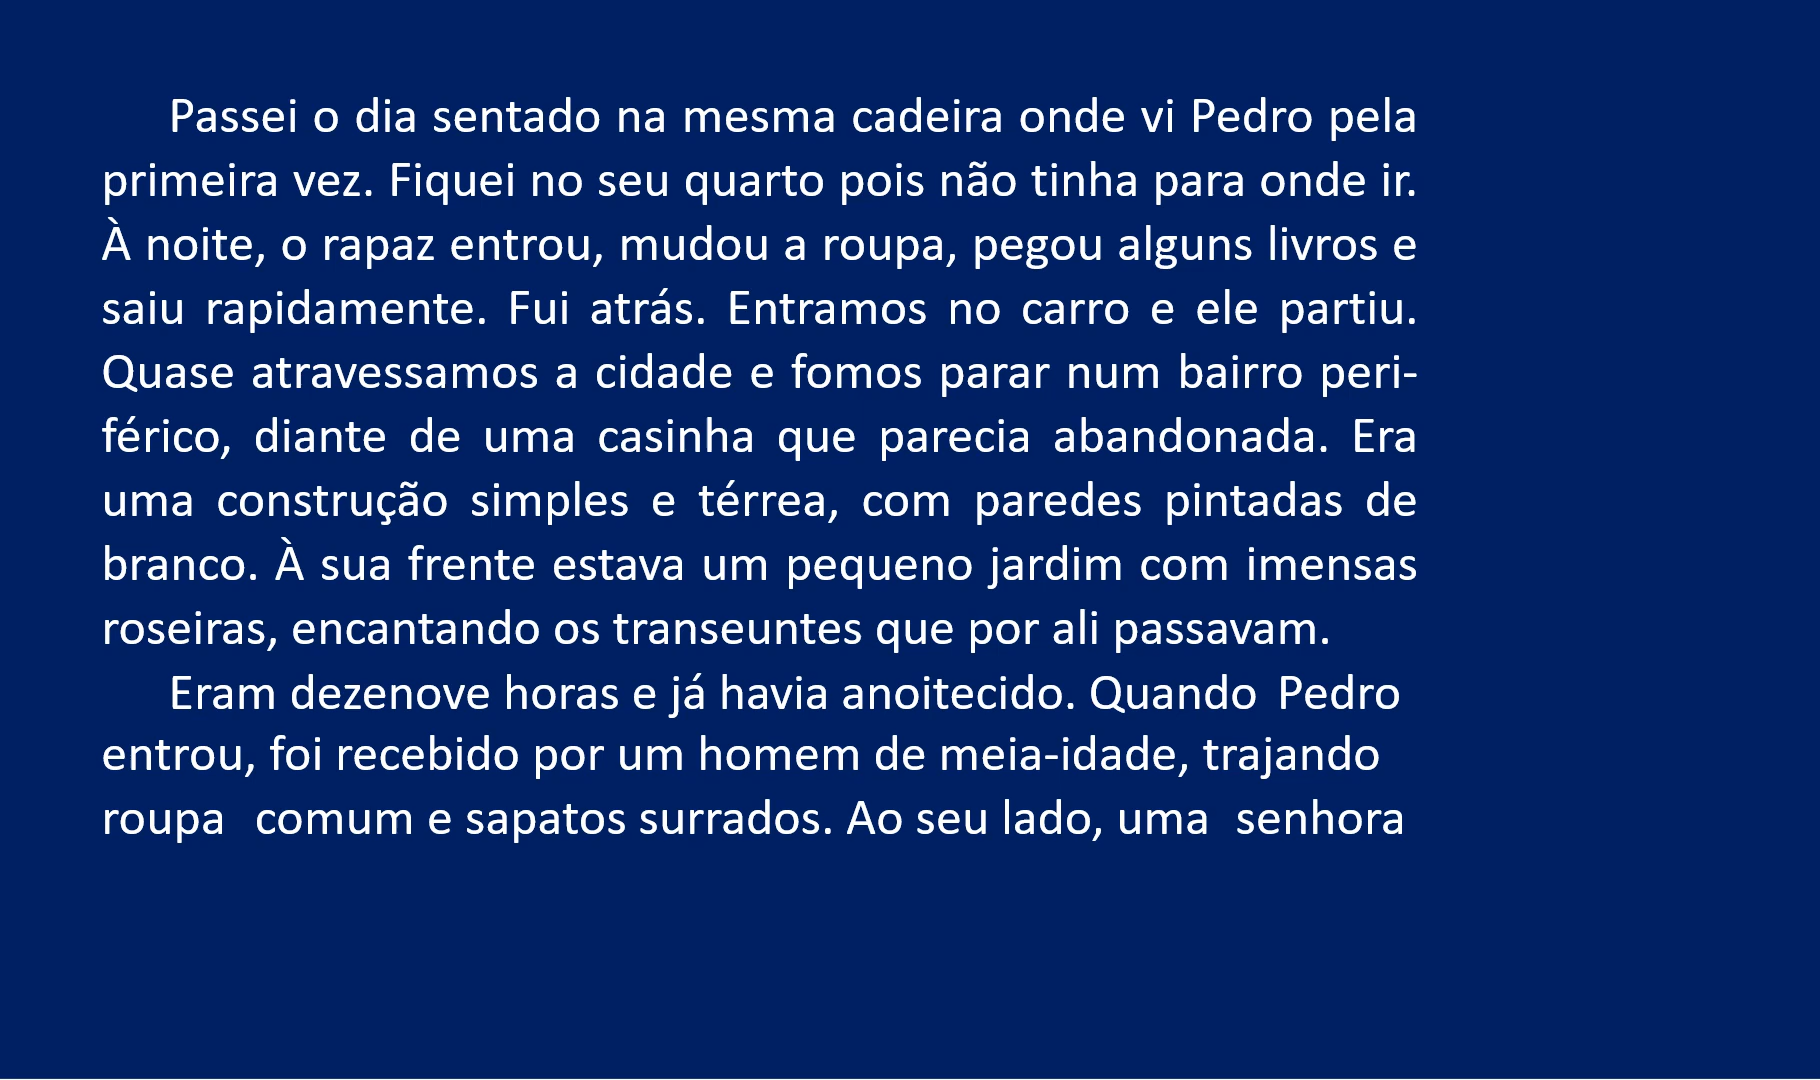 Passei o dia sentado na mesma cadeira onde vi Pedro pela
primeira vez. Fiquei no seu quarto pois não tinha para onde ir.
À noite, o rapaz entrou, mudou a roupa, pegou alguns livros e
saiu rapidamente. Fui atrás. Entramos no carro e ele partiu.
Quase atravessamos a cidade e fomos parar num bairro peri-
férico, diante de uma casinha que parecia abandonada. Era
uma construção simples e térrea, com paredes pintadas de
branco. À sua frente estava um pequeno jardim com imensas
roseiras, encantando os transeuntes que por ali passavam.
Eram dezenove horas e já havia anoitecido. Quando Pedro
entrou, foi recebido por um homem de meia-idade, trajando
roupa comum e sapatos surrados. Ao seu lado, uma senhora